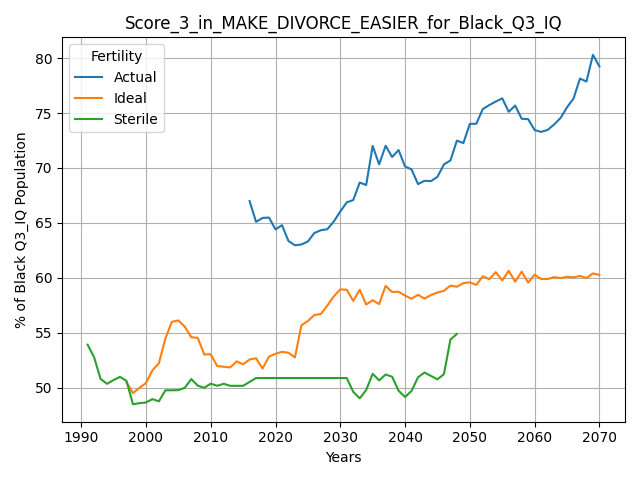 Score_3_in_MAKE_DIVORCE_EASIER_for_Black_Q3_IQ
Fertility
Actual
Ideal
Sterile
% of Black Q3_IQ Population
80
75
70
65
60
55
50
1990 2000 2010 2020 2030 2040 2050 2060 2070
Years